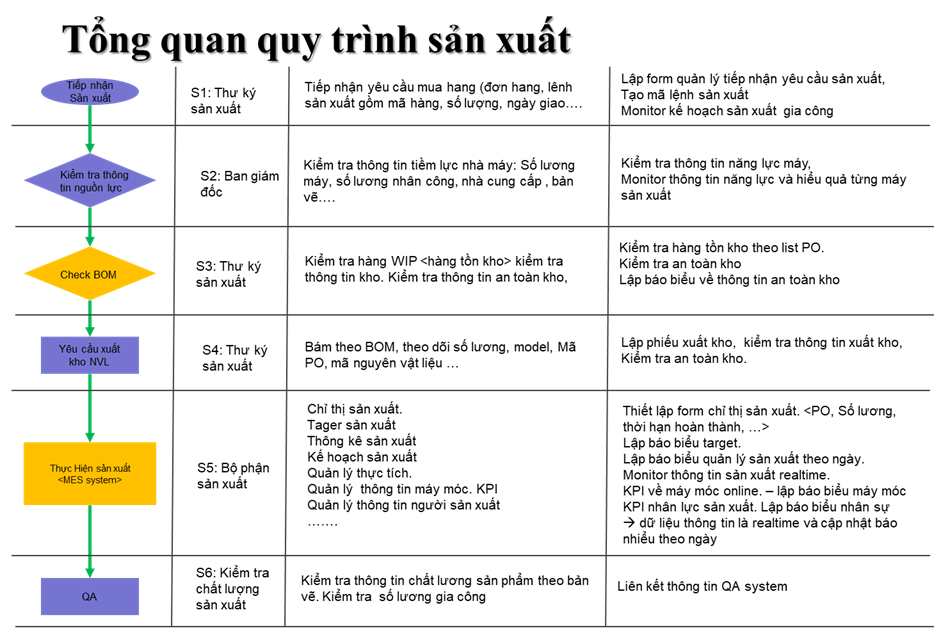 Tổng quan quy trình sản xuất
Tiếp nhận
Sản xuất
S1: Thư ký
sản xuất
Tiếp nhận yêu cầu mua hang (đơn hang, lênh
sản xuất gồm mã hàng, số lượng, ngày giao….
Lập form quản lý tiếp nhận yêu cầu sản xuất,
Tạo mã lệnh sản xuất
Monitor kế hoạch sản xuất gia công
Kiểm tra thông
tin nguồn lực
S2: Ban giám
đốc
Kiểm tra thông tin tiềm lực nhà máy: Số lương
máy, số lương nhân công, nhà cung cấp , bản
vẽ….
Kiểm tra thông tin năng lực máy,
Monitor thông tin năng lực và hiểu quả từng máy
sản xuất
Check BOM
S3: Thư ký
sản xuất
Kiểm tra hàng WIP <hàng tồn kho> kiểm tra
thông tin kho. Kiểm tra thông tin an toàn kho,
Kiểm tra hàng tồn kho theo list PO.
Kiểm tra an toàn kho
Lập báo biểu về thông tin an toàn kho
Yêu cầu xuất
kho NVL
S4: Thư ký
sản xuất
Bám theo BOM, theo dõi số lương, model, Mã
PO, mã nguyên vật liệu …
Lập phiếu xuất kho, kiểm tra thông tin xuất kho,
Kiểm tra an toàn kho.
Thực Hiện sản xuất
<MES system>
S5: Bộ phận
sản xuất
Chỉ thị sản xuất.
Tager sản xuất
Thống kê sản xuất
Kế hoạch sản xuất
Quản lý thực tích.
Quản lý thông tin máy móc. KPI
Quản lý thông tin người sản xuất
…….
Thiết lập form chỉ thị sản xuất. <PO, Số lương,
thời hạn hoàn thành, …>
Lập báo biểu target.
Lập báo biểu quản lý sản xuất theo ngày.
Monitor thông tin sản xuất realtime.
KPI về máy móc online. – lập báo biểu máy móc
KPI nhân lực sản xuất. Lập báo biểu nhân sự
→ dữ liệu thông tin là realtime và cập nhật báo
nhiểu theo ngày
QA
S6: Kiểm tra
chất lượng
sản xuất
Kiểm tra thông tin chất lương sản phẩm theo bản
vẽ. Kiểm tra số lương gia công
Liên kết thông tin QA system